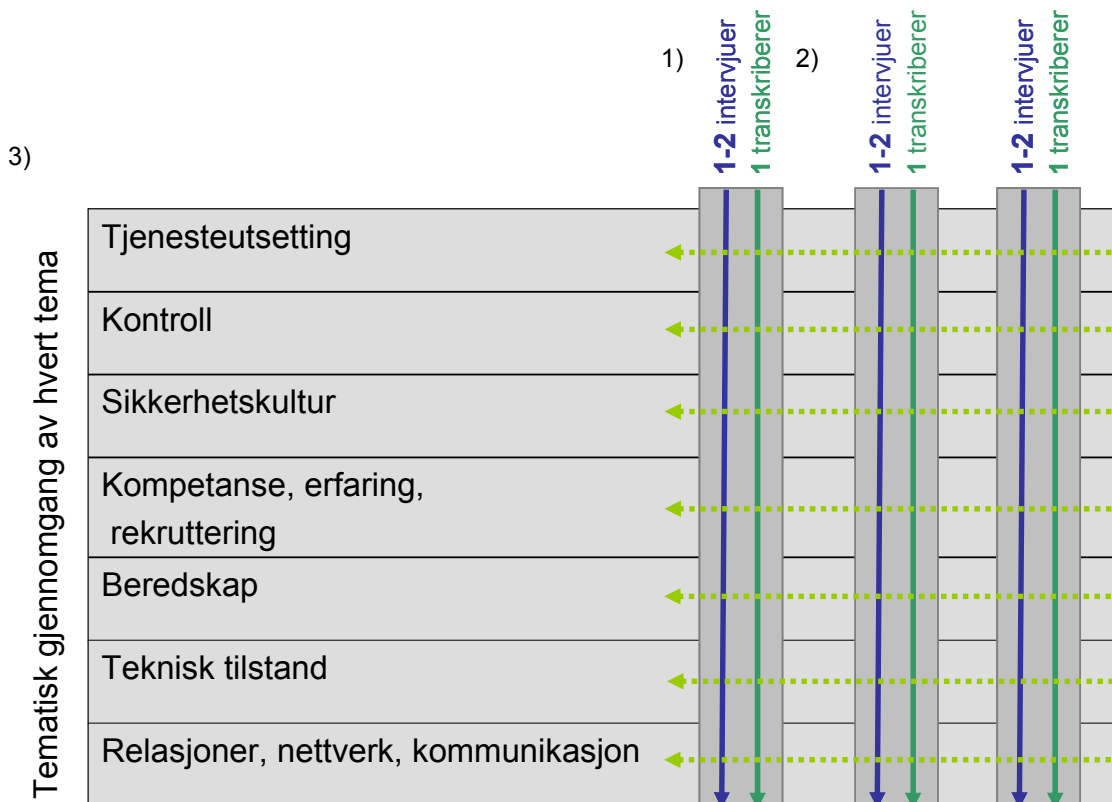 1)
1-2 intervjuer
1 transkriberer
2)
1-2 intervjuer
1 transkriberer
1-2 intervjuer
1 transkriberer
3)
Tematisk gjennomgang av hvert tema
Tjenesteutsetting
Kontroll
Sikkerhetskultur
Kompetanse, erfaring,
rekruttering
Beredskap
Teknisk tilstand
Relasjoner, nettverk, kommunikasjon